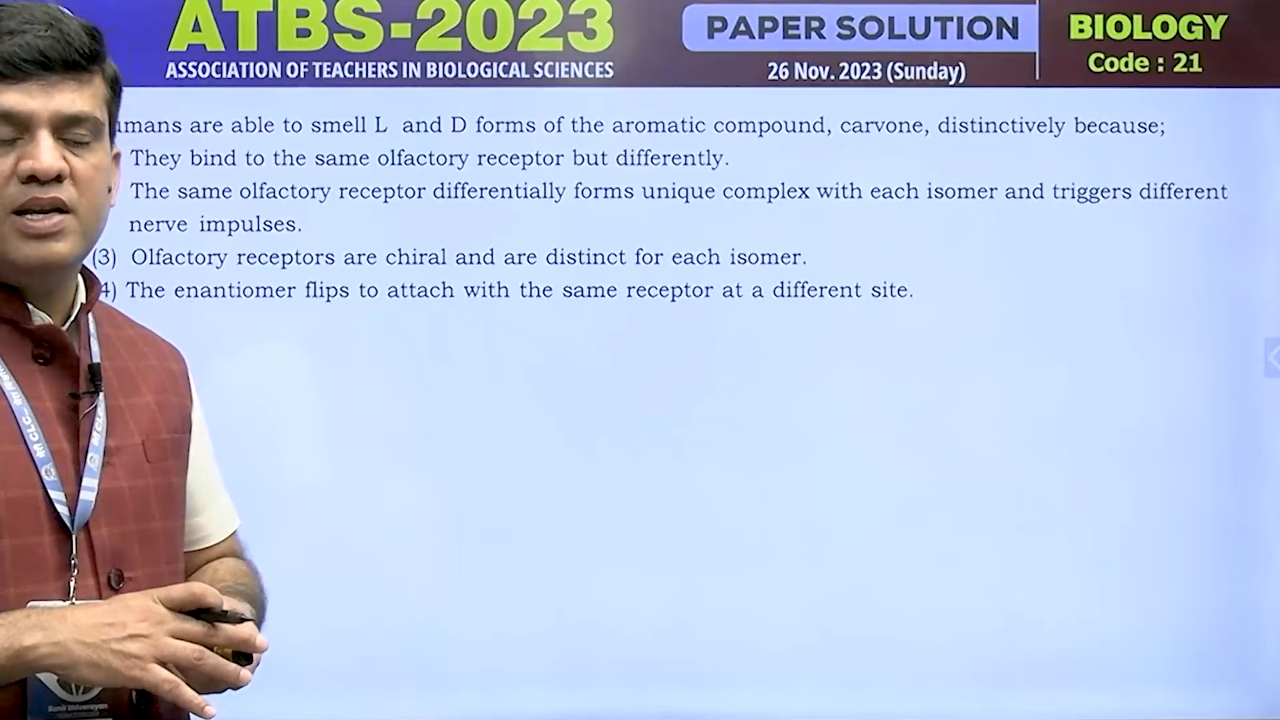 ATBS-2023
ASSOCIATION OF TEACHERS IN BIOLOGICAL SCIENCES
PAPER SOLUTION
26 Nov. 2023 (Sunday)
BIOLOGY
Code : 21
are able to smell L and D forms of the aromatic compound, carvone, distinctively because;
They bind to the same olfactory receptor but differently.
The same olfactory receptor differentially forms unique complex with each isomer and triggers different
nerve impulses.
(3) Olfactory receptors are chiral and are distinct for each isomer.
4) The enantiomer flips to attach with the same receptor at a different site.